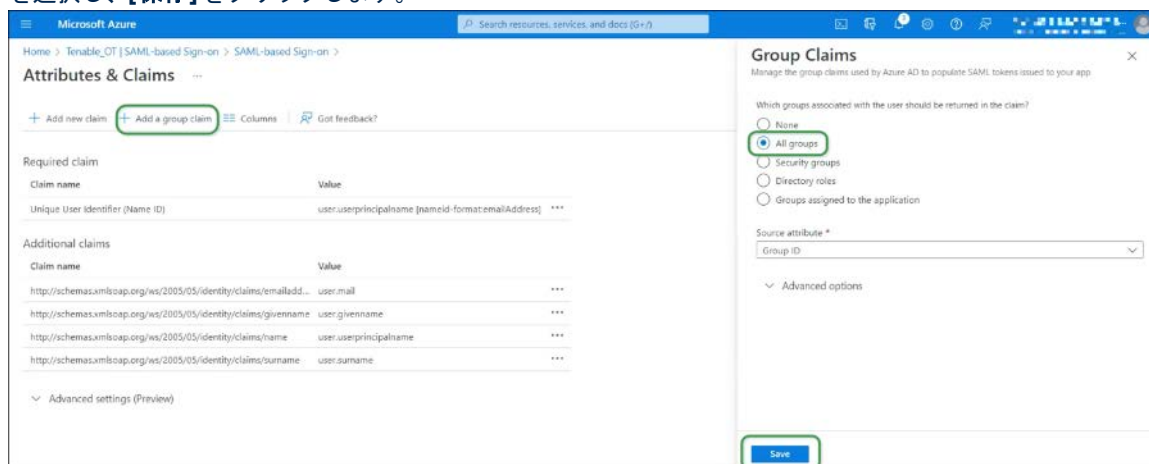 を選択し、[保存]をクリックします。
Microsoft Azure
Search resources, services, and docs (G+/)
Home > Tenable_OT | SAML-based Sign-on > SAML-based Sign-on >
Attributes & Claims ...
+ Add new claim + Add a group claim Columns Got feedback?
Required claim
Claim name Value
Unique User Identifier (Name ID) user.userprincipalname [nameid-format:emailAddress] ...
Additional claims
Claim name Value
http://schemas.xmlsoap.org/ws/2005/05/identity/claims/emailadd... user.mail ...
http://schemas.xmlsoap.org/ws/2005/05/identity/claims/givenname user.givenname ...
http://schemas.xmlsoap.org/ws/2005/05/identity/claims/name user.userprincipalname ...
http://schemas.xmlsoap.org/ws/2005/05/identity/claims/surname user.surname ...
Advanced settings (Preview)
Group Claims
Manage the group claims used by Azure AD to populate SAML tokens issued to your app
Which groups associated with the user should be returned in the claim?
None
All groups
Security groups
Directory roles
Groups assigned to the application
Source attribute *
Group ID
Advanced options
Save